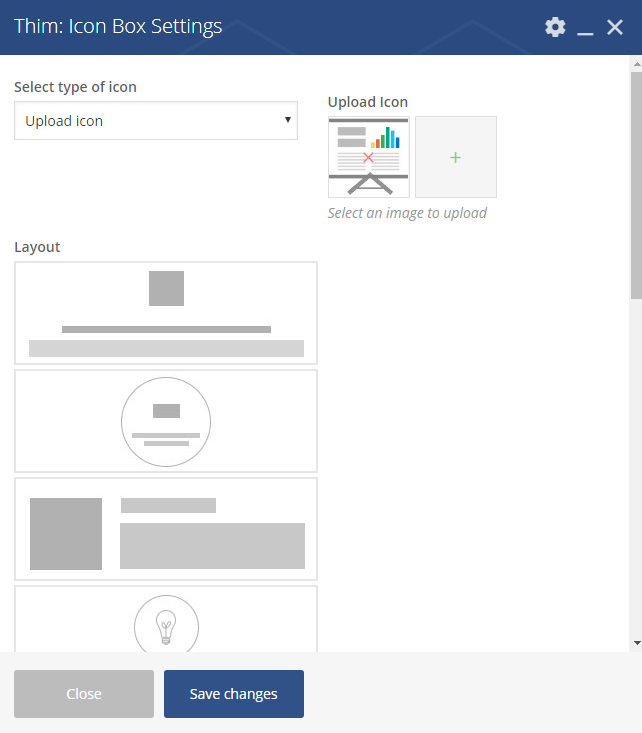 Thim: Icon Box Settings
Select type of icon
Upload icon
Upload Icon
Select an image to upload
Layout
Close
Save changes